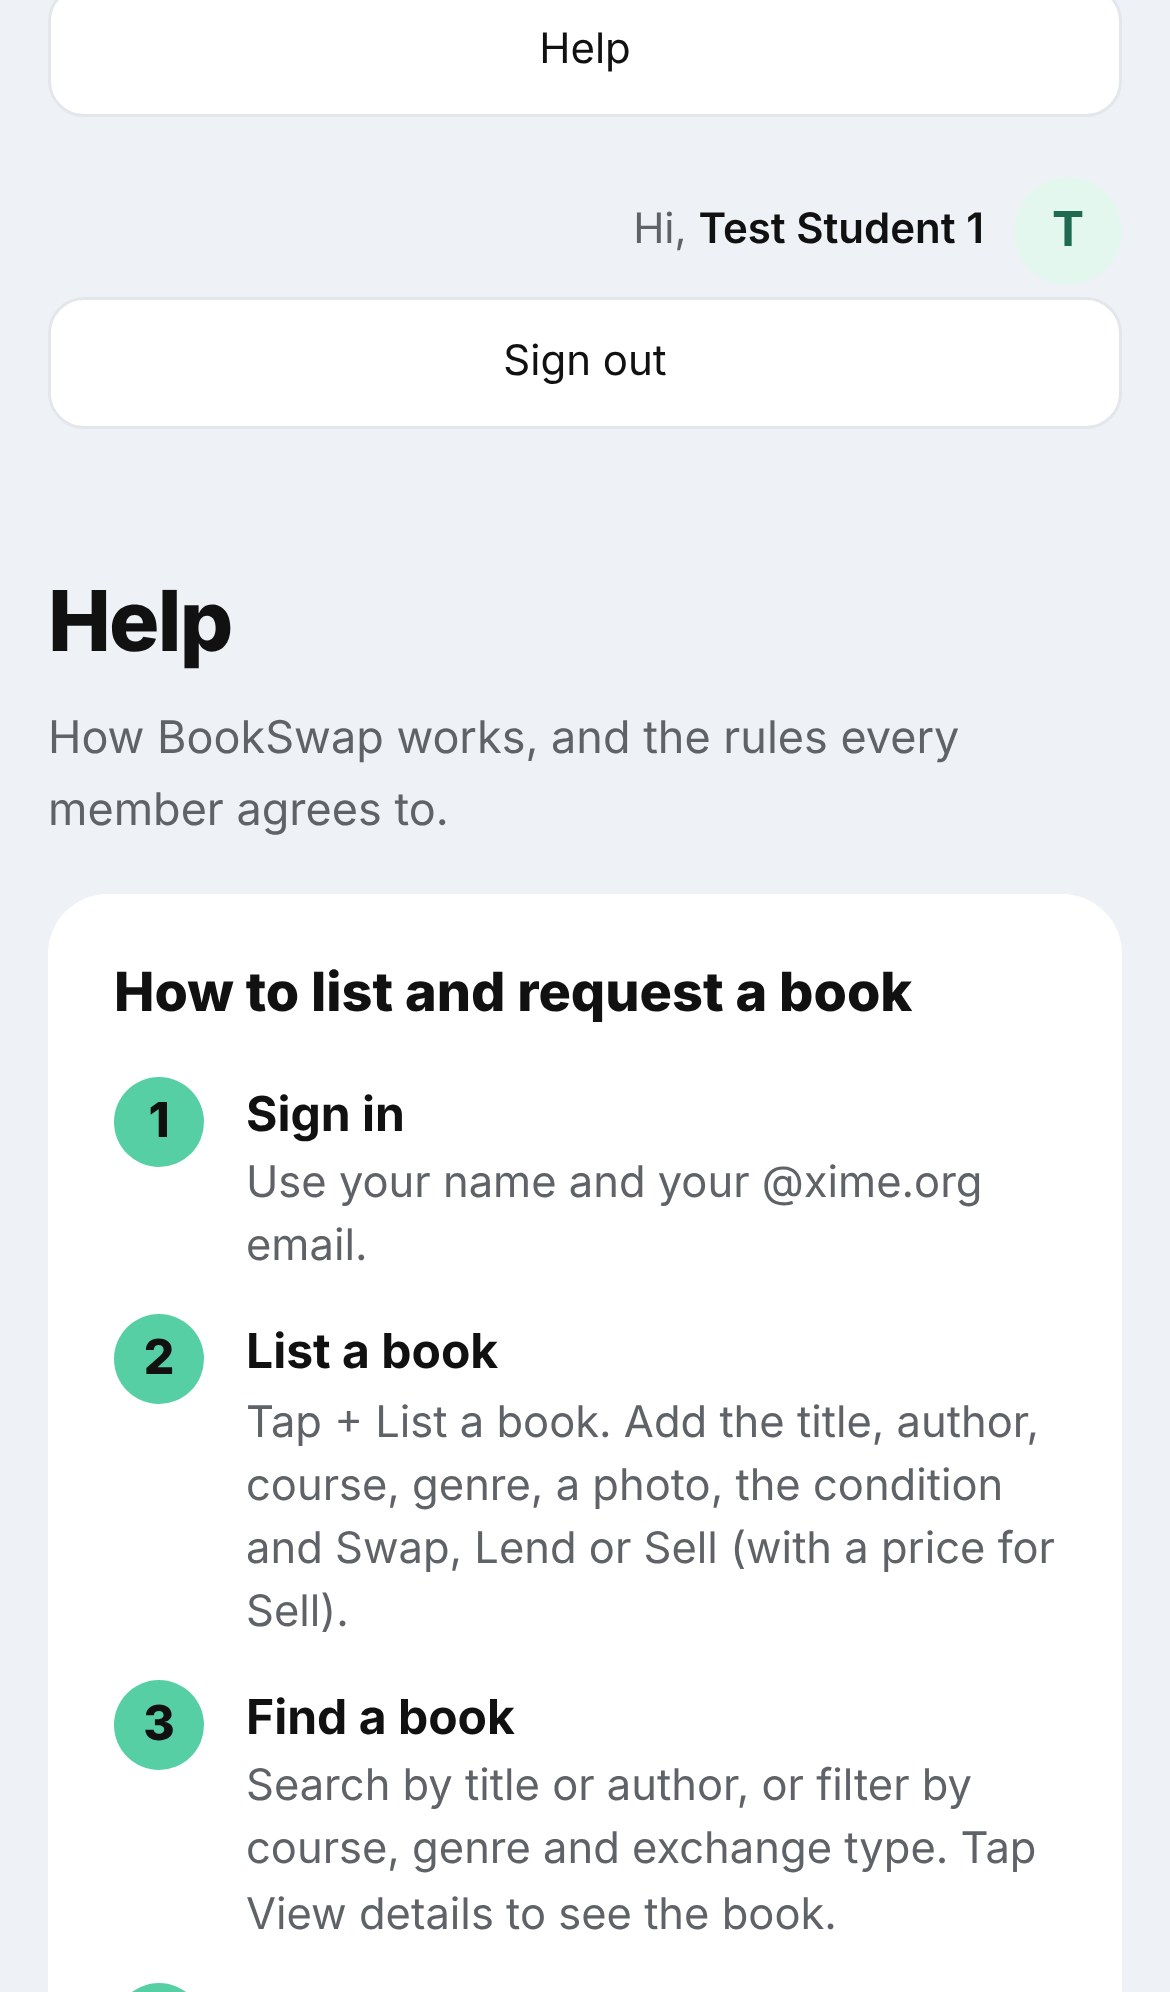 Help
Hi, Test Student 1
T
Sign out
Help
How BookSwap works, and the rules every
member agrees to.
How to list and request a book
1
Sign in
Use your name and your @xime.org
email.
2
List a book
Tap + List a book. Add the title, author,
course, genre, a photo, the condition
and Swap, Lend or Sell (with a price for
Sell).
3
Find a book
Search by title or author, or filter by
course, genre and exchange type. Tap
View details to see the book.